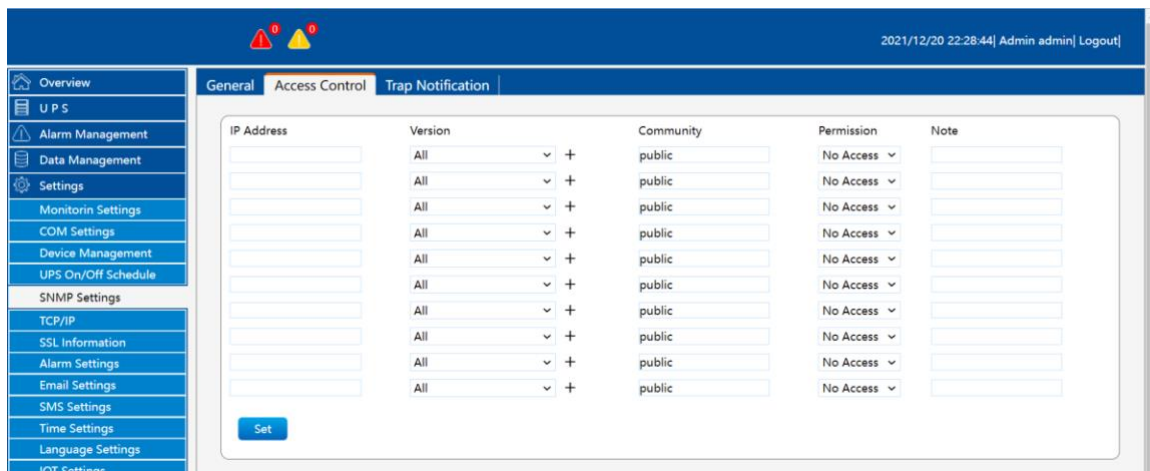 0 0
2021/12/20 22:28:44| Admin admin| Logout|
Overview
UPS
Alarm Management
Data Management
Settings
Monitorin Settings
COM Settings
Device Management
UPS On/Off Schedule
SNMP Settings
TCP/IP
SSL Information
Alarm Settings
Email Settings
SMS Settings
Time Settings
Language Settings
IOT Settings
General Access Control Trap Notification
IP Address Version Community Permission Note
All + public No Access
All + public No Access
All + public No Access
All + public No Access
All + public No Access
All + public No Access
All + public No Access
All + public No Access
All + public No Access
All + public No Access
Set